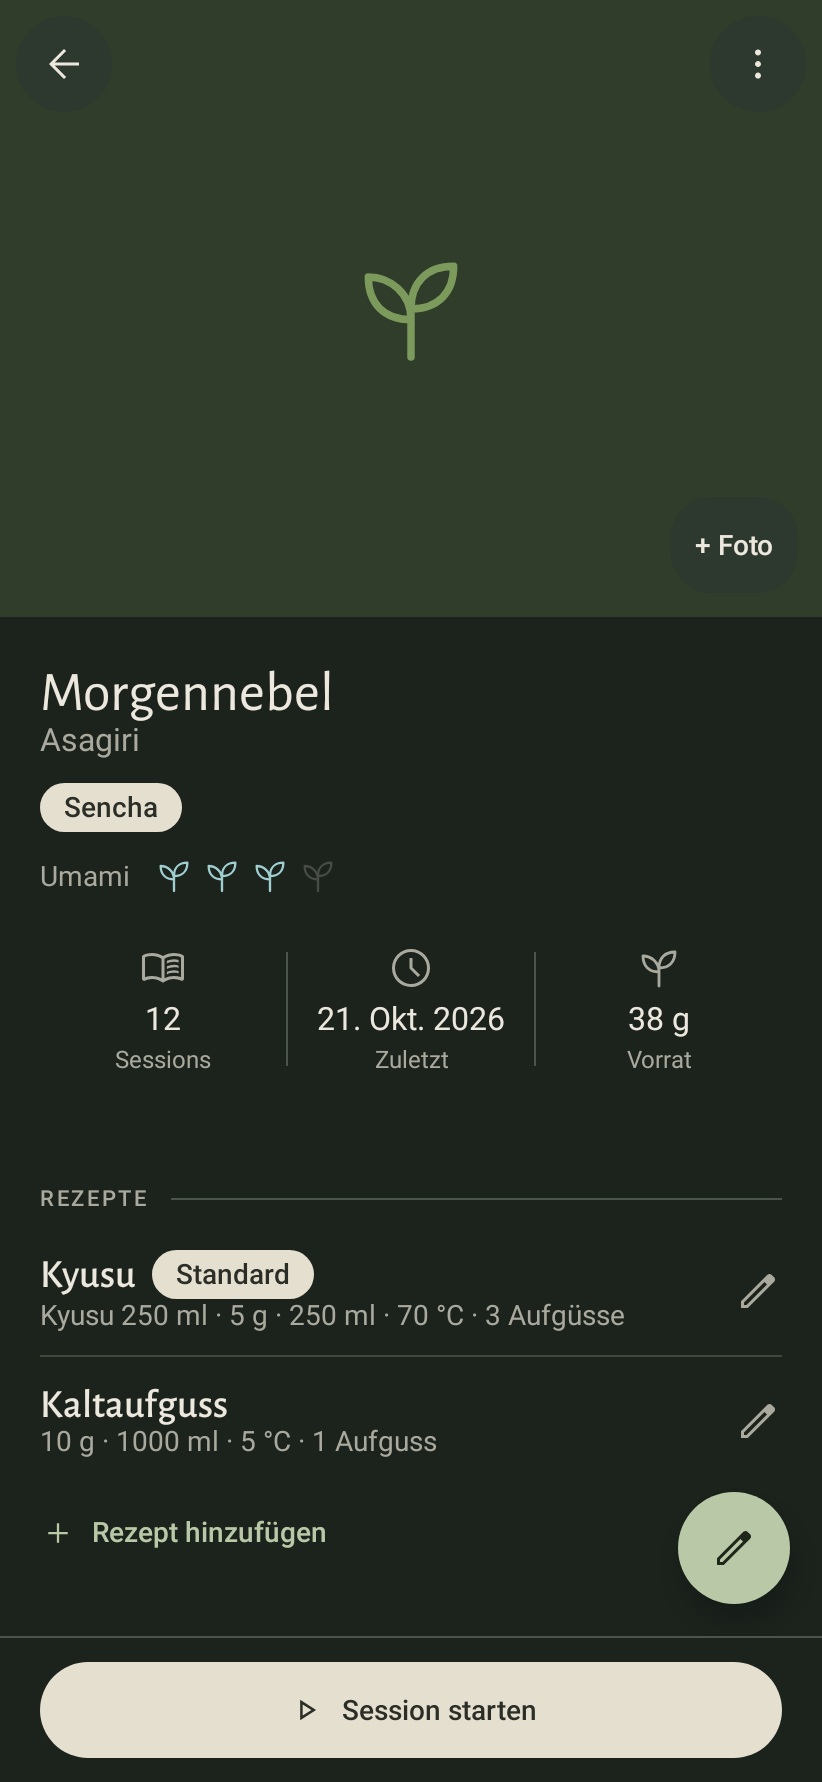 + Foto
Morgennebel
Asagiri
Sencha
Umami
12
Sessions
21. Okt. 2026
Zuletzt
38 g
Vorrat
REZEPTE
Kyusu Standard
Kyusu 250 ml · 5 g · 250 ml · 70 °C · 3 Aufgüsse
Kaltaufguss
10 g · 1000 ml · 5 °C · 1 Aufguss
+ Rezept hinzufügen
Session starten